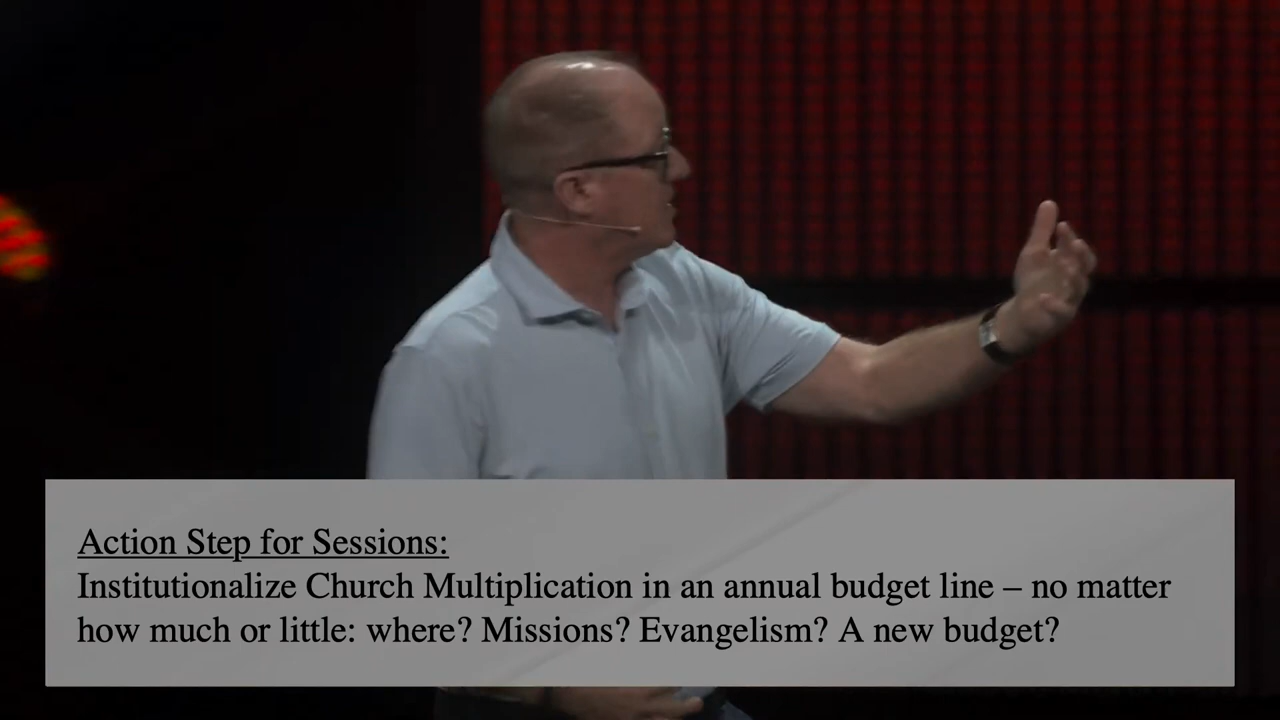 Action Step for Sessions:
Institutionalize Church Multiplication in an annual budget line – no matter
how much or little: where? Missions? Evangelism? A new budget?